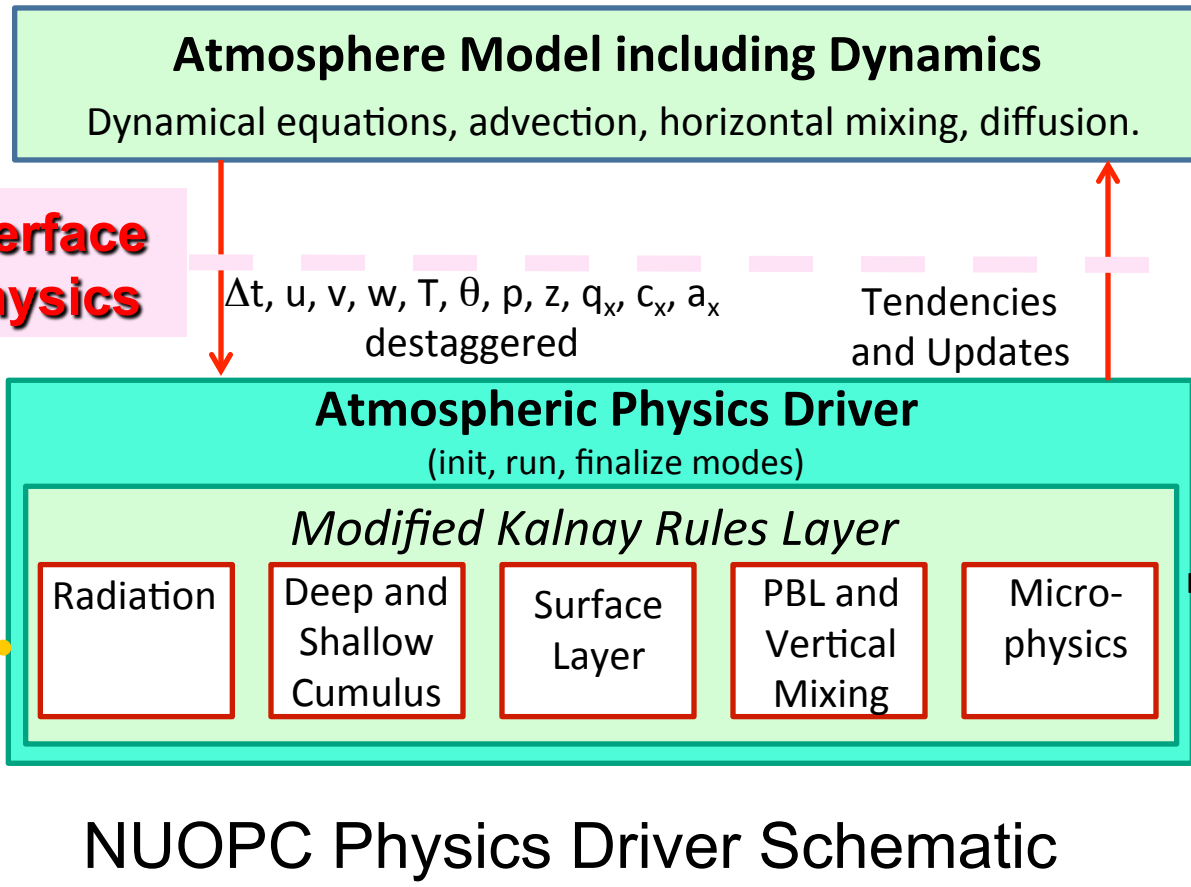 Atmosphere Model including Dynamics
Dynamical equations, advection, horizontal mixing, diffusion.
erface
ysics
Δt, u, v, w, T, θ, p, z, qₓ, cₓ, aₓ
destaggered
Tendencies
and Updates
Atmospheric Physics Driver
(init, run, finalize modes)
Modified Kalnay Rules Layer
Radiation
Deep and
Shallow
Cumulus
Surface
Layer
PBL and
Vertical
Mixing
Micro-
physics
NUOPC Physics Driver Schematic